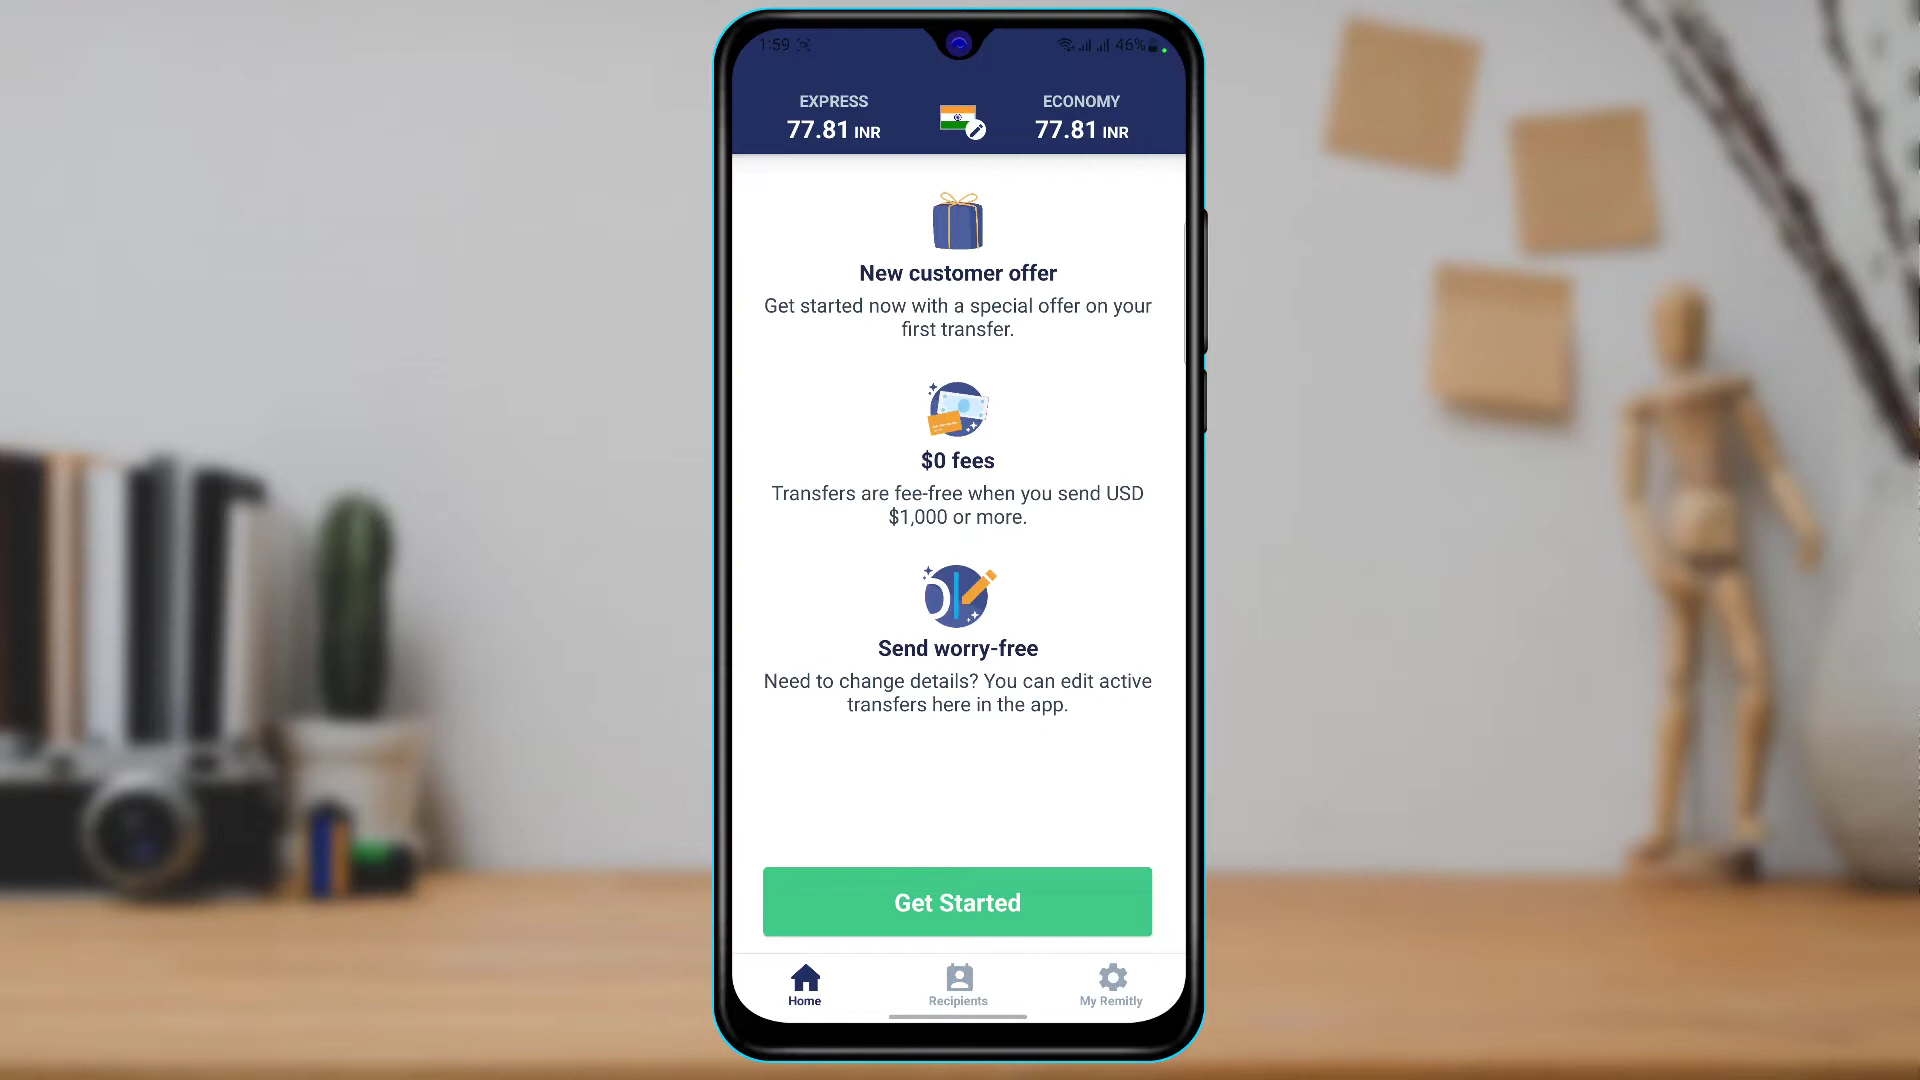 1:59
46%
EXPRESS
77.81 INR
ECONOMY
77.81 INR
New customer offer
Get started now with a special offer on your
first transfer.
$0 fees
Transfers are fee-free when you send USD
$1,000 or more.
Send worry-free
Need to change details? You can edit active
transfers here in the app.
Get Started
Home
Recipients
My Remitly